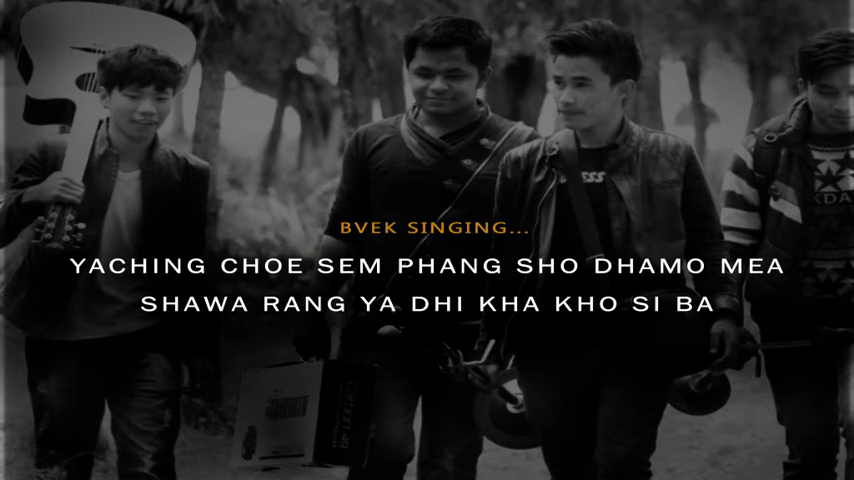 BVEK SINGING...
YACHING CHOE SEM PHANG SHO DHAMO MEA
SHAWA RANG YA DHI KHA KHO SI BA